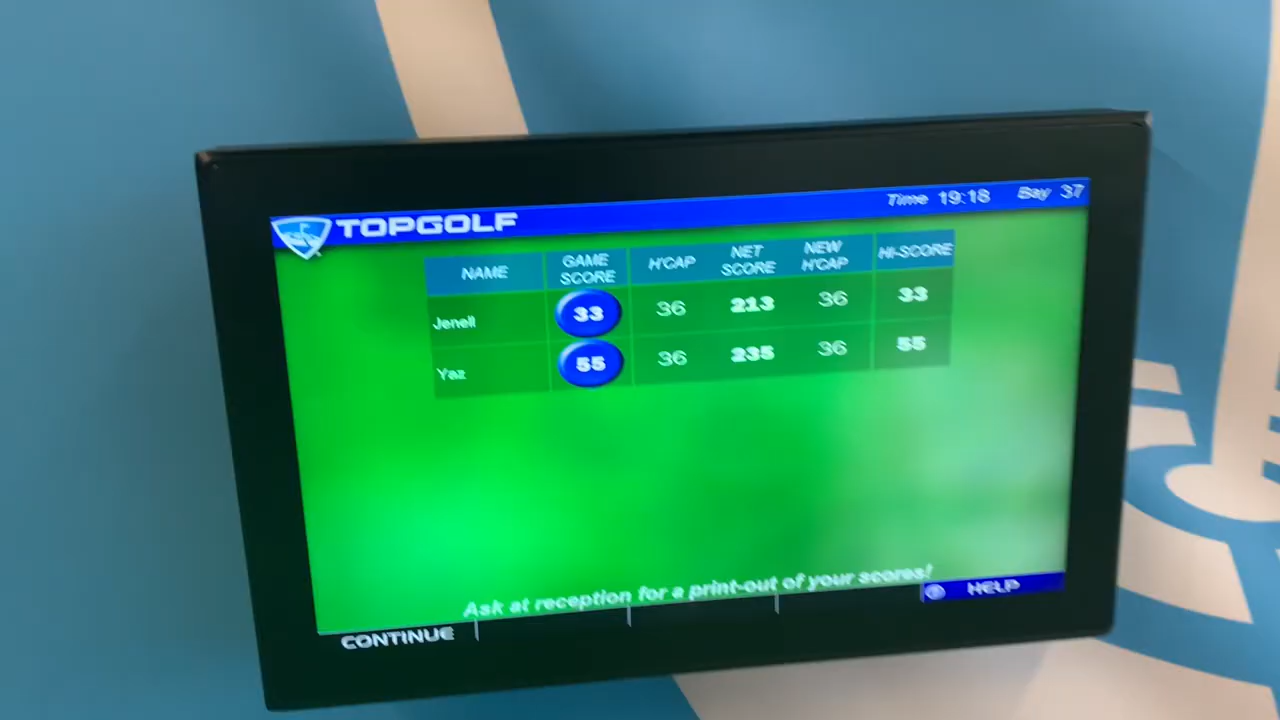 TOPGOLF Time 19:18 Bay 37
NAME GAME SCORE H'CAP NET SCORE NEW H'CAP HI-SCORE
Jenell 33 36 213 36 33
Yaz 55 36 235 36 55
Ask at reception for a print-out of your scores!
CONTINUE HELP